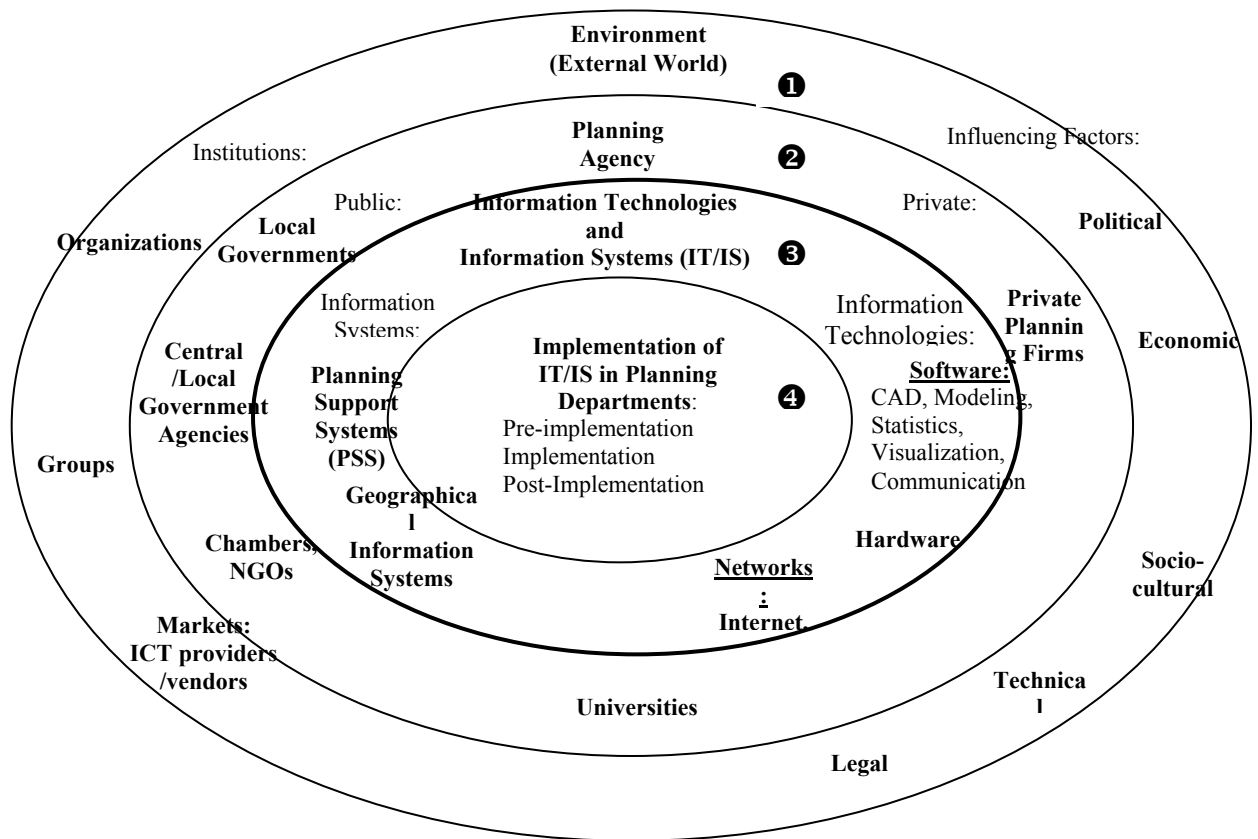 Environment
(External World)
❶
Institutions:
Influencing Factors:
Planning
Agency
❷
Public:
Private:
Organizations
Local
Governments
Information Technologies
and
Information Systems (IT/IS)
❸
Political
Information
Systems:
Information
Technologies:
Private
Plannin
g Firms
Economic
Central
/Local
Government
Agencies
Planning
Support
Systems
(PSS)
Implementation of
IT/IS in Planning
Departments:
❹
Pre-implementation
Implementation
Post-Implementation
Software:
CAD, Modeling,
Statistics,
Visualization,
Communication
Groups
Geographica
l
Information
Systems
Hardware
Chambers,
NGOs
Networks
:
Internet.
Socio-
cultural
Markets:
ICT providers
/vendors
Universities
Technica
l
Legal